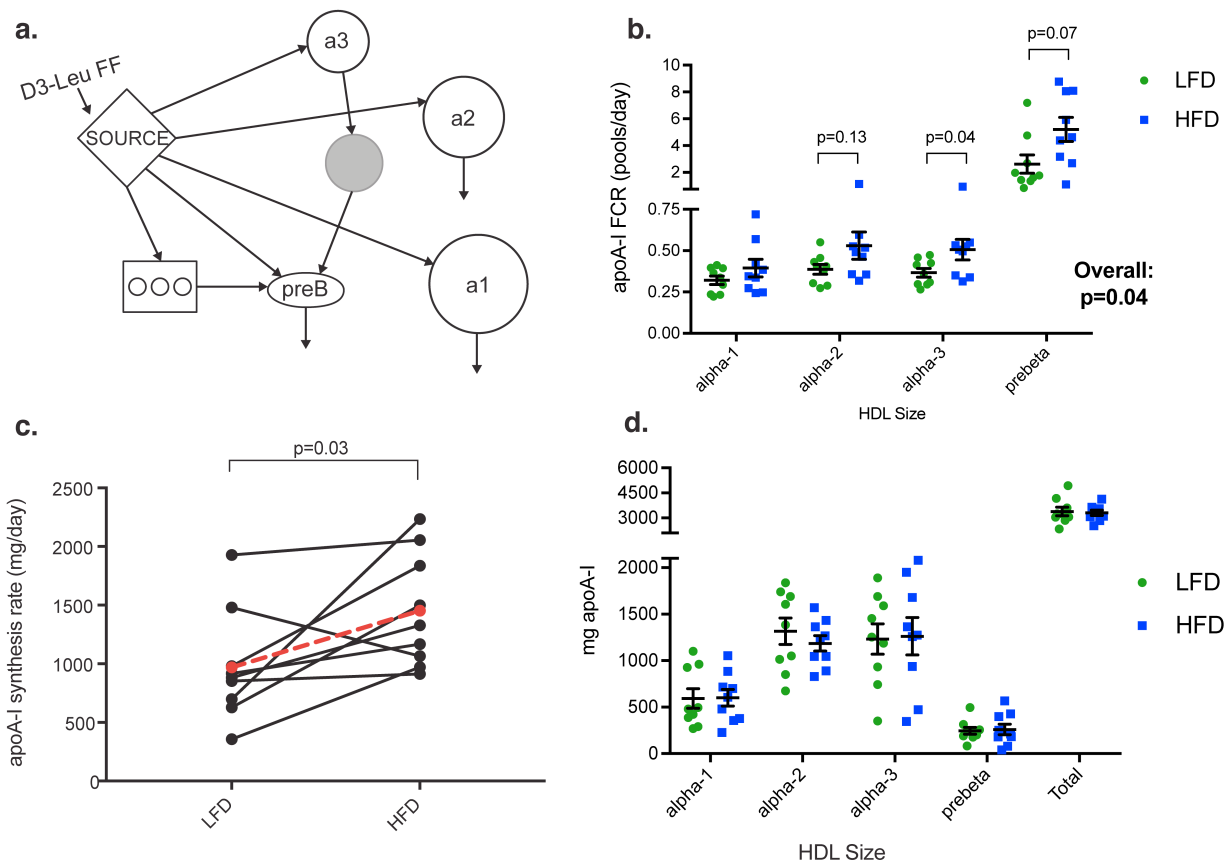 a.
D3-Leu FF
SOURCE
a3
a2
a1
preB
b.
p=0.07
p=0.13
p=0.04
10
8
6
4
2
0.75
0.50
0.25
0.00
apoA-I FCR (pools/day)
LFD
HFD
Overall:
p=0.04
alpha-1
alpha-2
alpha-3
prebeta
HDL Size
c.
p=0.03
2500
2000
1500
1000
500
0
apoA-I synthesis rate (mg/day)
LFD
HFD
d.
6000
4500
3000
2000
1500
1000
500
0
mg apoA-I
LFD
HFD
alpha-1
alpha-2
alpha-3
prebeta
Total
HDL Size